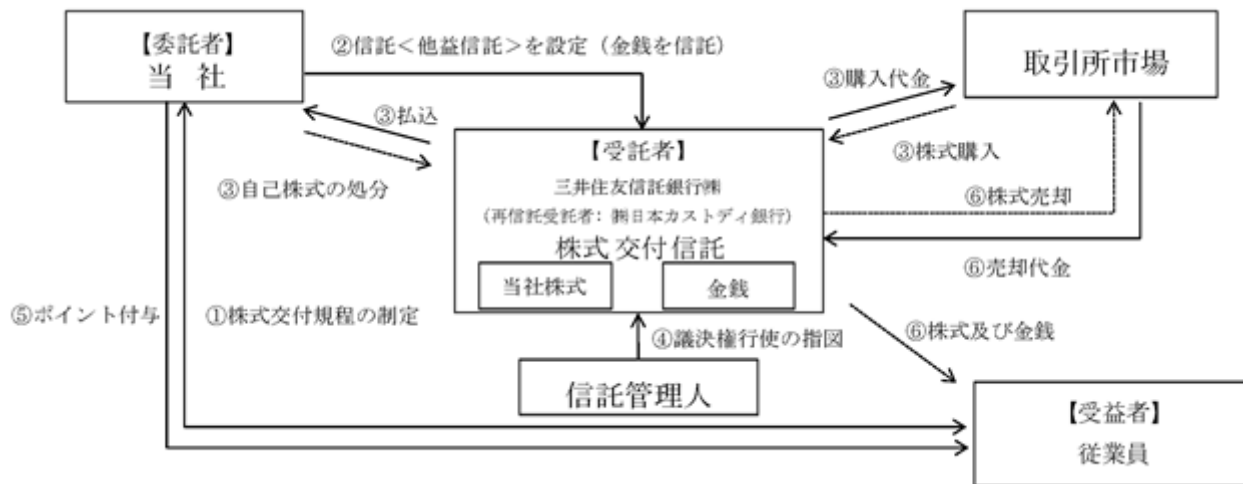 【委託者】
当 社
②信託<他益信託>を設定（金銭を信託）
取引所市場
③購入代金
③払込
【受託者】
③株式購入
三井住友信託銀行㈱
③自己株式の処分
⑥株式売却
(再信託受託者：㈱日本カストディ銀行)
株式交付信託
⑥売却代金
当社株式
金銭
⑤ポイント付与
①株式交付規程の制定
④議決権行使の指図
⑥株式及び金銭
信託管理人
【受益者】
従業員